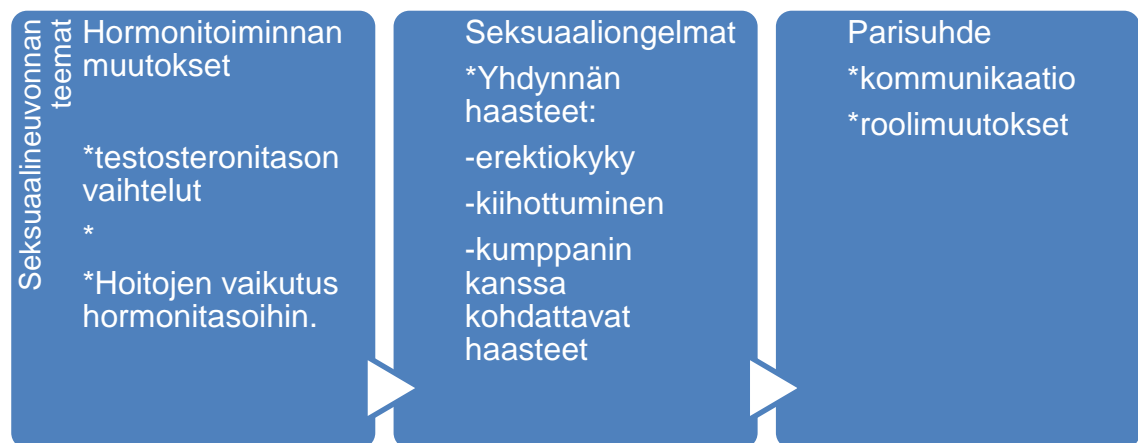 Seksuaalineuvonnan
teemat
Hormonitoiminnan
muutokset
*testosteronitason
vaihtelut
*
*Hoitojen vaikutus
hormonitasoihin.
Seksuaaliongelmat
*Yhdynnän
haasteet:
-erektiokyky
-kiihottuminen
-kumppanin
kanssa
kohdattavat
haasteet
Parisuhde
*kommunikaatio
*roolimuutokset